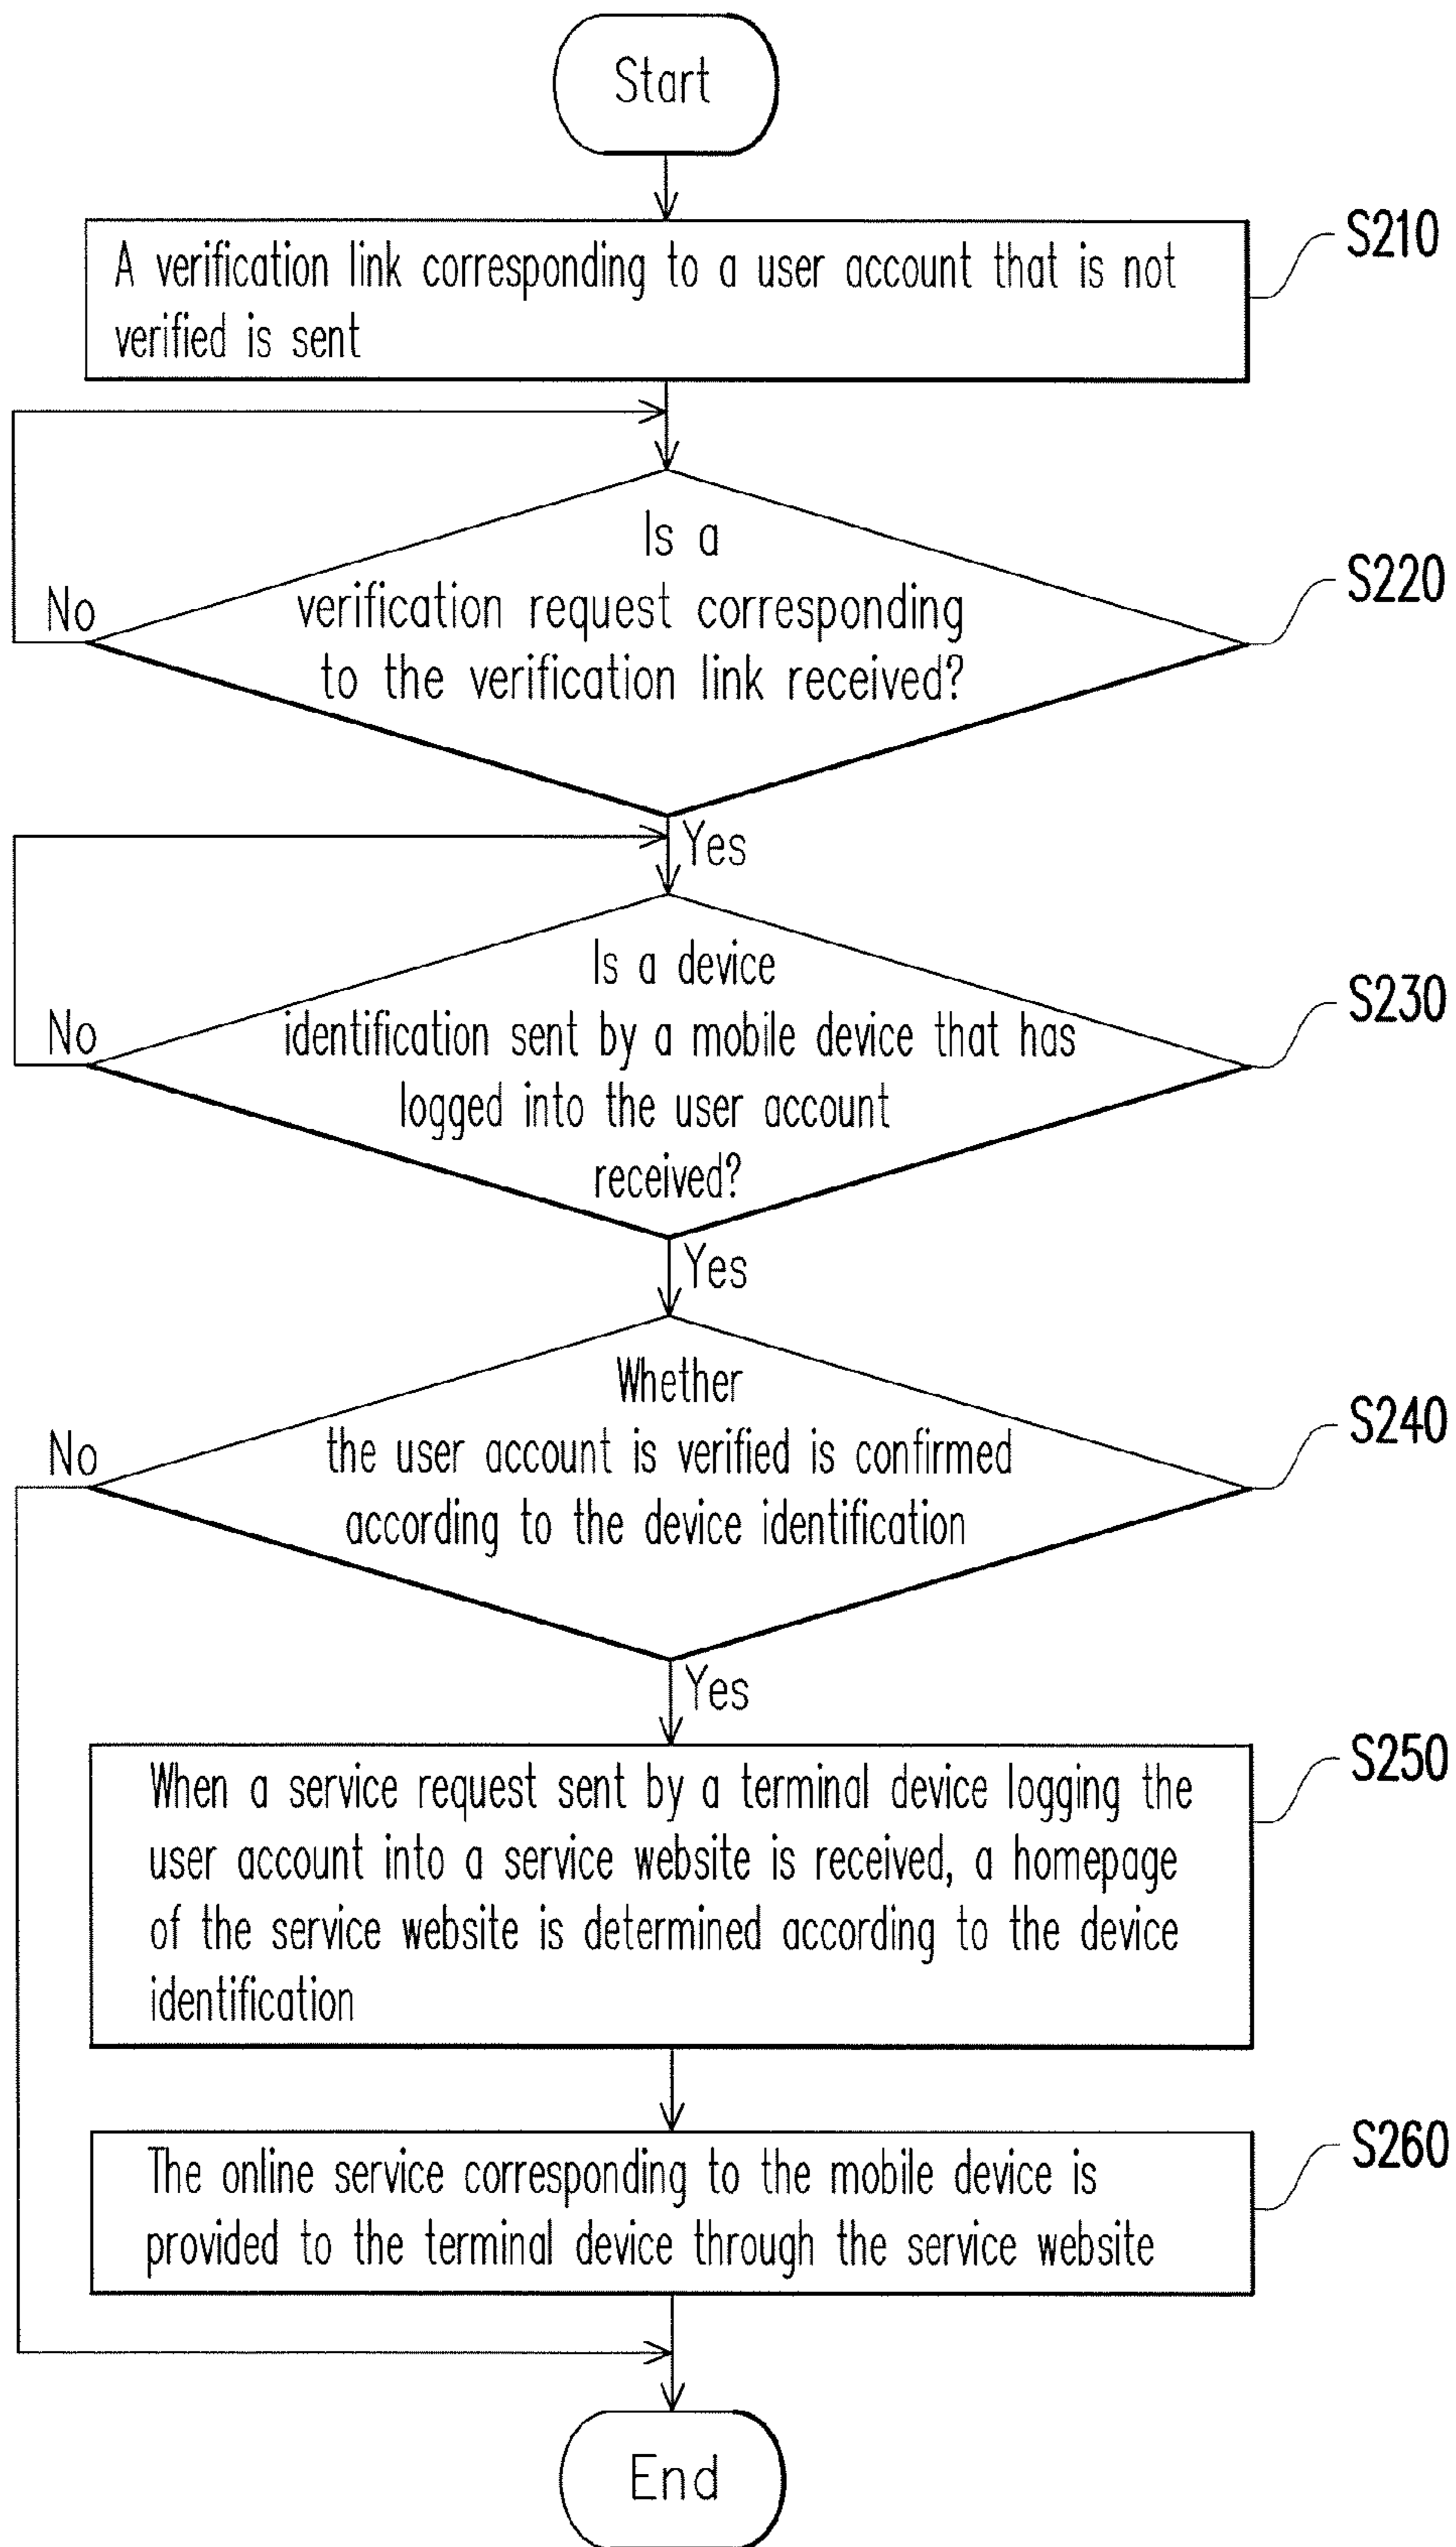 Start
A verification link corresponding to a user account that is not
verified is sent
S210
Is a
verification request corresponding
to the verification link received?
S220
No
Yes
Is a device
identification sent by a mobile device that has
logged into the user account
received?
S230
No
Yes
Whether
the user account is verified is confirmed
according to the device identification
S240
No
Yes
When a service request sent by a terminal device logging the
user account into a service website is received, a homepage
of the service website is determined according to the device
identification
S250
The online service corresponding to the mobile device is
provided to the terminal device through the service website
S260
End